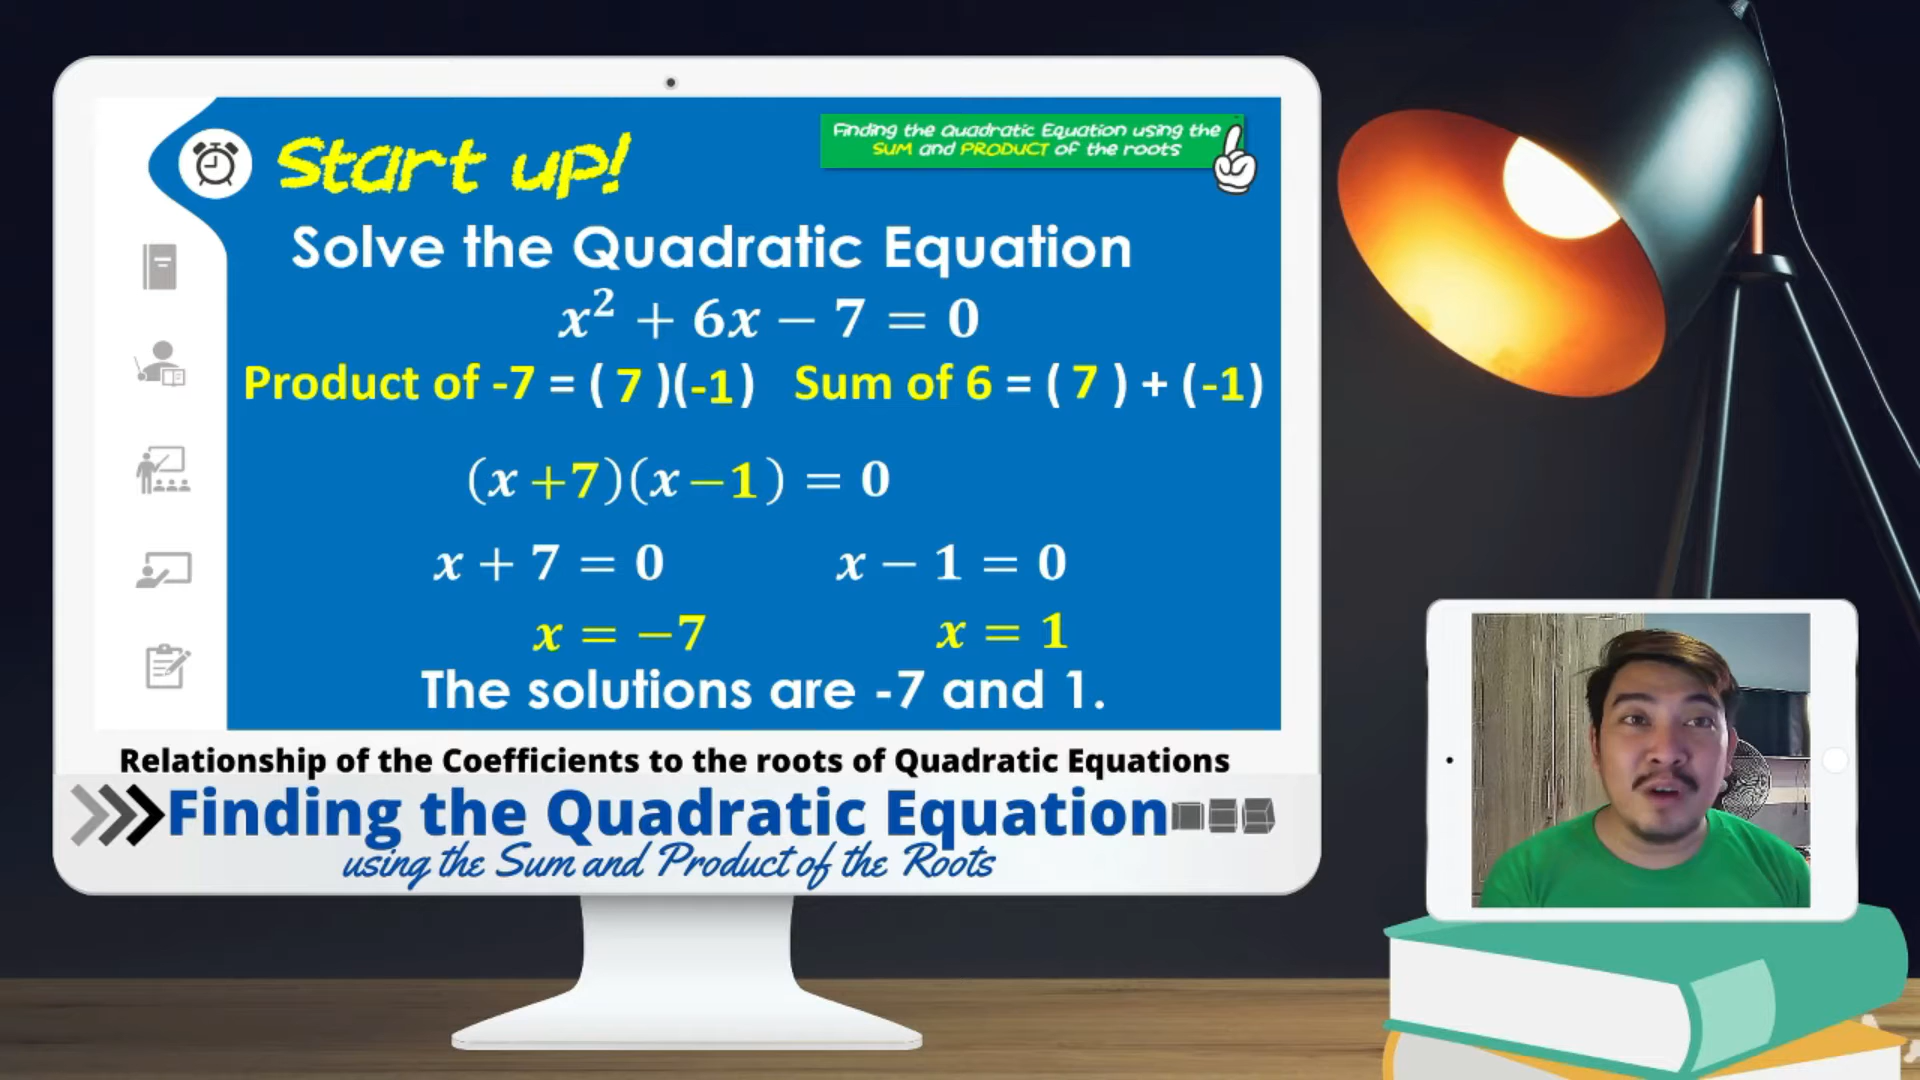 Start up!
Finding the Quadratic Equation using the
SUM and PRODUCT of the roots
Solve the Quadratic Equation
x² + 6x − 7 = 0
Product of -7 = ( 7 )(-1) Sum of 6 = ( 7 ) + (-1)
(x +7)(x −1) = 0
x + 7 = 0 x − 1 = 0
x = −7 x = 1
The solutions are -7 and 1.
Relationship of the Coefficients to the roots of Quadratic Equations
Finding the Quadratic Equation
using the Sum and Product of the Roots